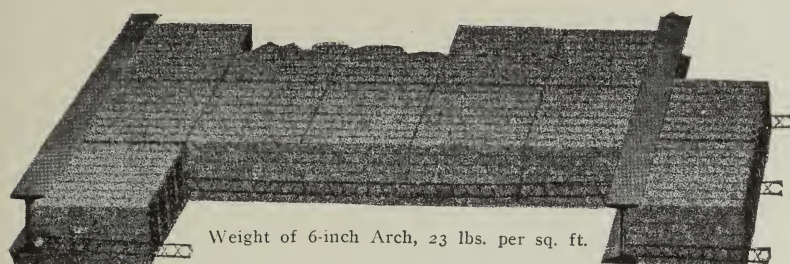 Weight of 6-inch Arch, 23 lbs. per sq. ft.